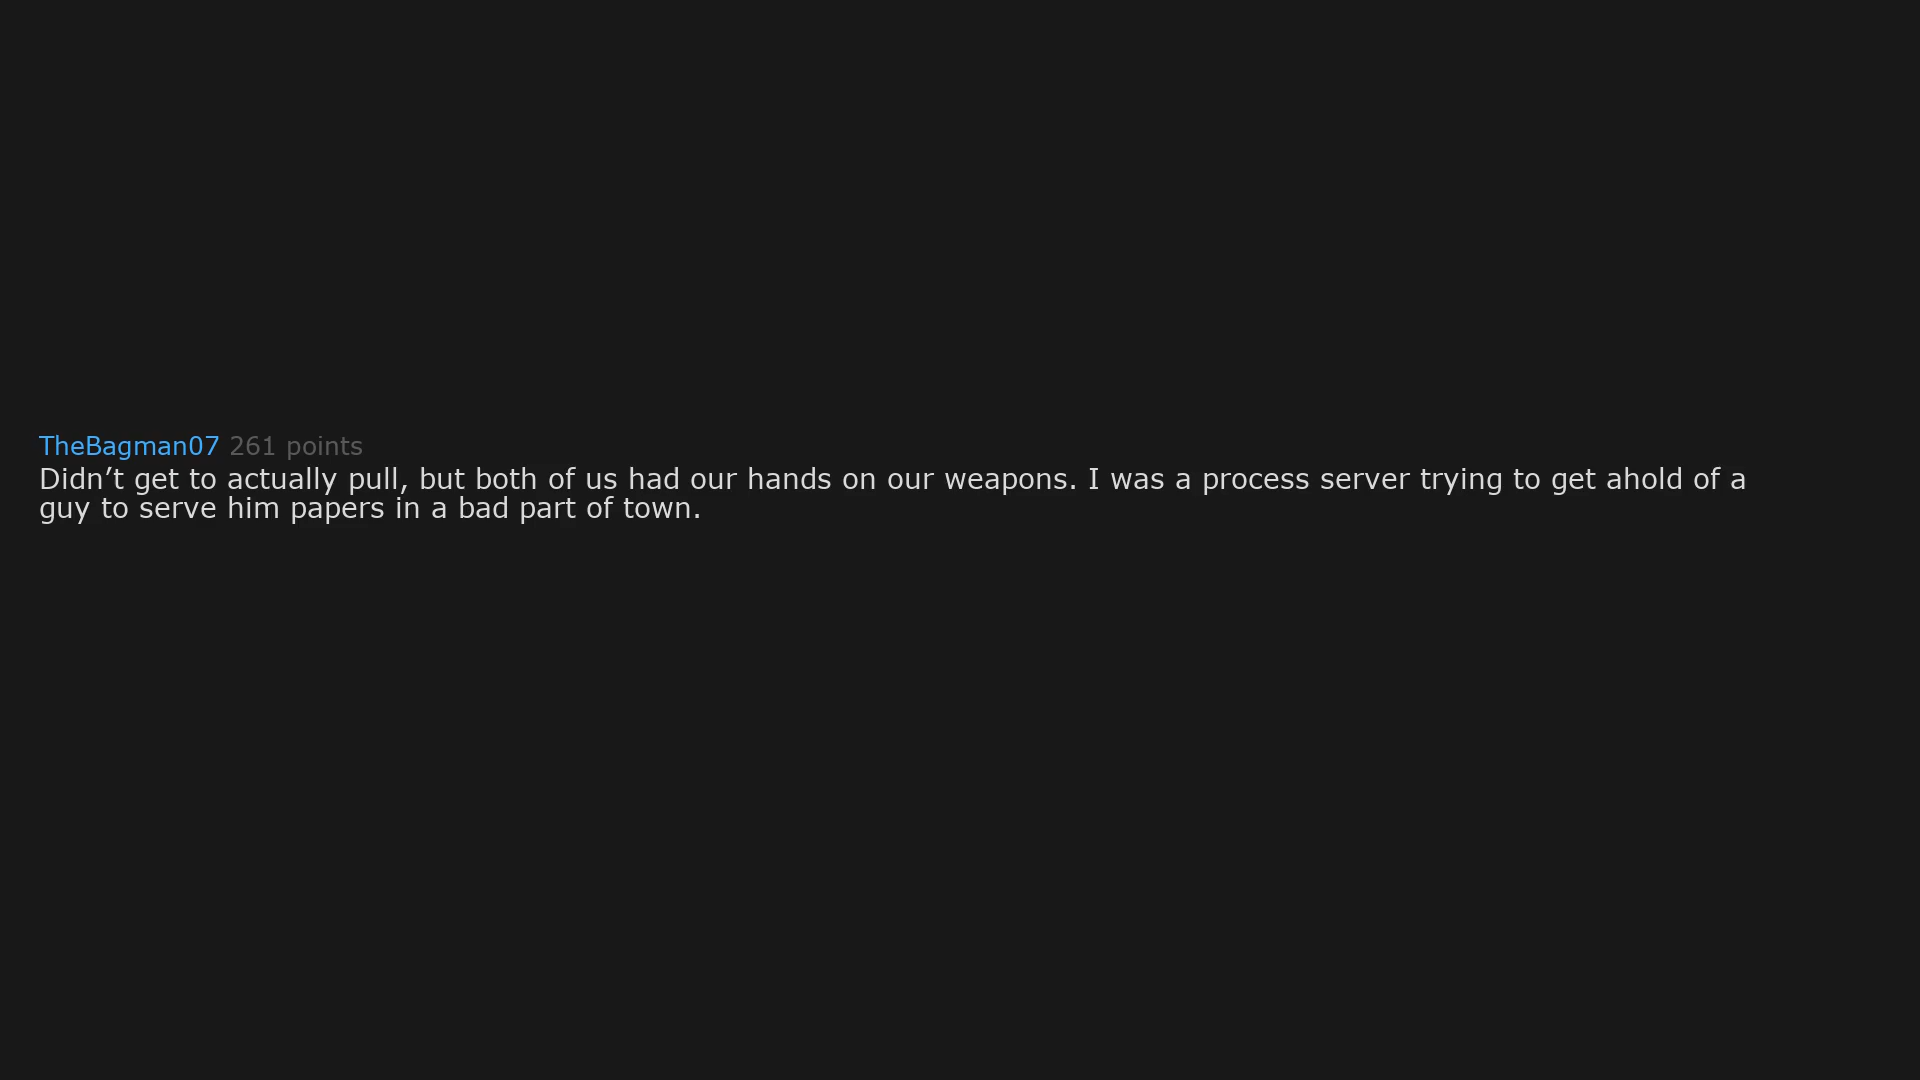 TheBagman07 261 points
Didn’t get to actually pull, but both of us had our hands on our weapons. I was a process server trying to get ahold of a
guy to serve him papers in a bad part of town.